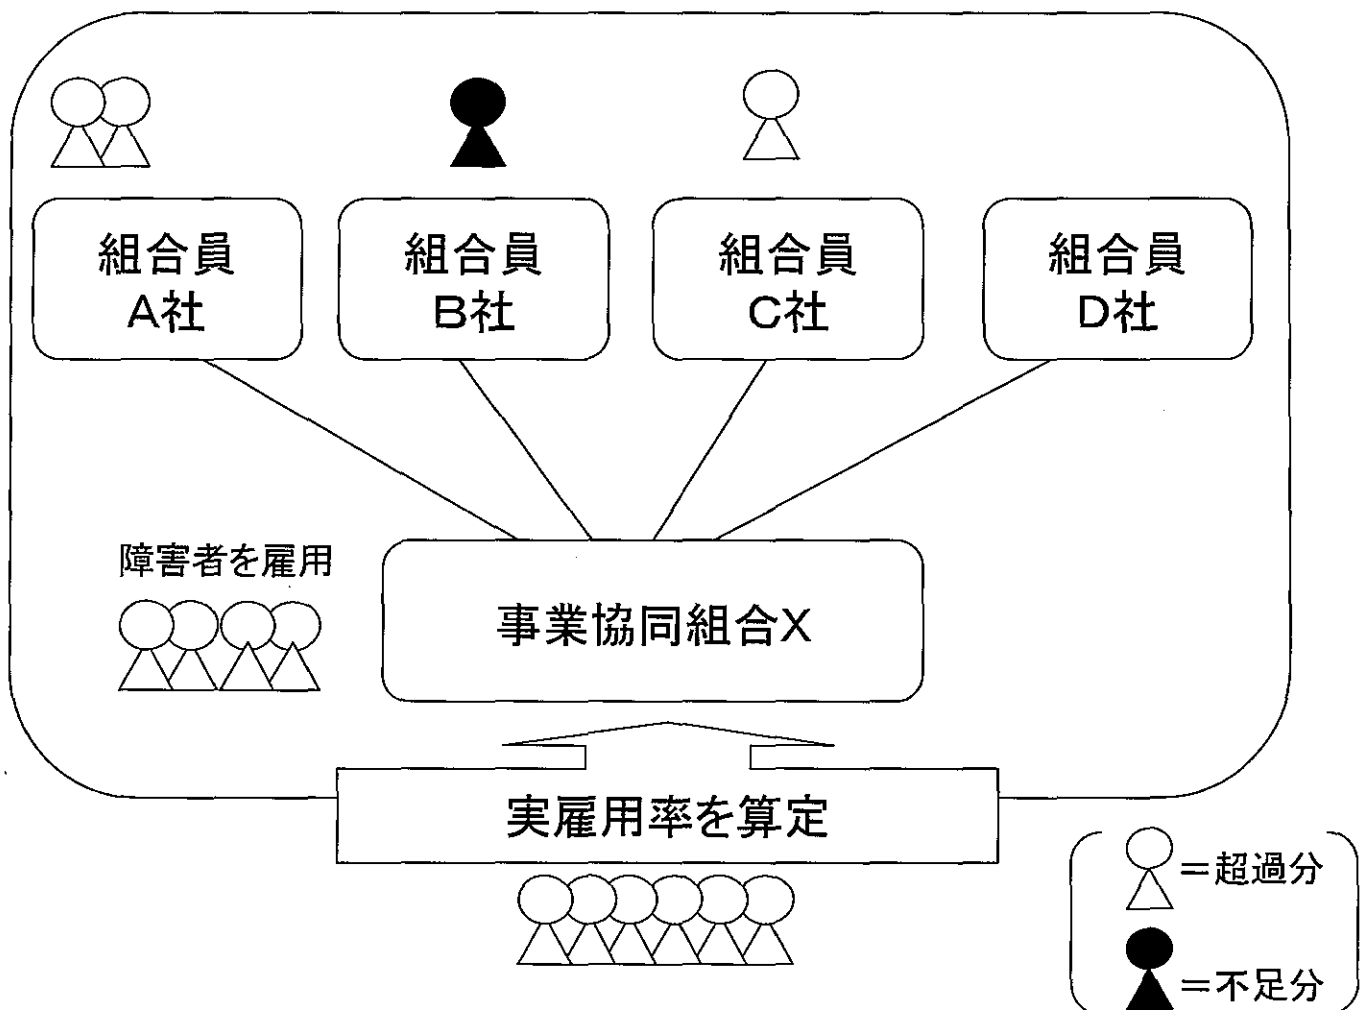 組合員
A社
組合員
B社
組合員
C社
組合員
D社
障害者を雇用
事業協同組合X
実雇用率を算定
=超過分
=不足分